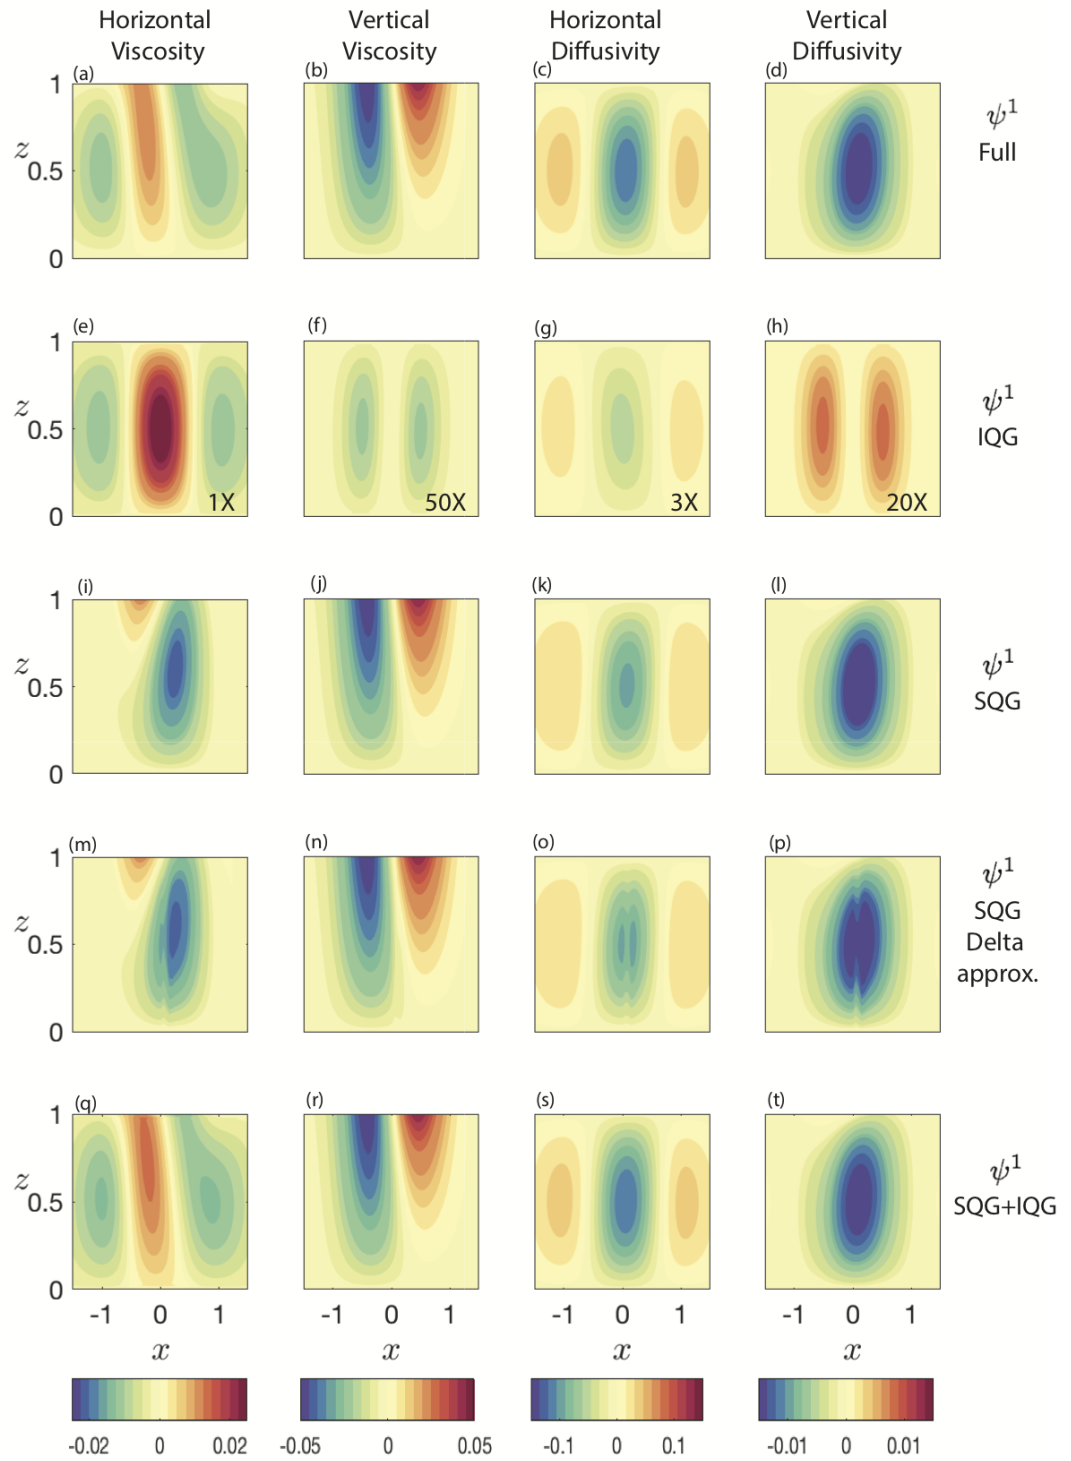 Horizontal Viscosity
Vertical Viscosity
Horizontal Diffusivity
Vertical Diffusivity
(a)
(b)
(c)
(d)
1
z
0.5
0
ψ¹
Full
(e)
(f)
(g)
(h)
1
z
0.5
0
1X
50X
3X
20X
ψ¹
IQG
(i)
(j)
(k)
(l)
1
z
0.5
0
ψ¹
SQG
(m)
(n)
(o)
(p)
1
z
0.5
0
ψ¹
SQG
Delta
approx.
(q)
(r)
(s)
(t)
1
z
0.5
0
ψ¹
SQG+IQG
-1 0 1
-1 0 1
-1 0 1
-1 0 1
x
x
x
x
-0.02 0 0.02
-0.05 0 0.05
-0.1 0 0.1
-0.01 0 0.01